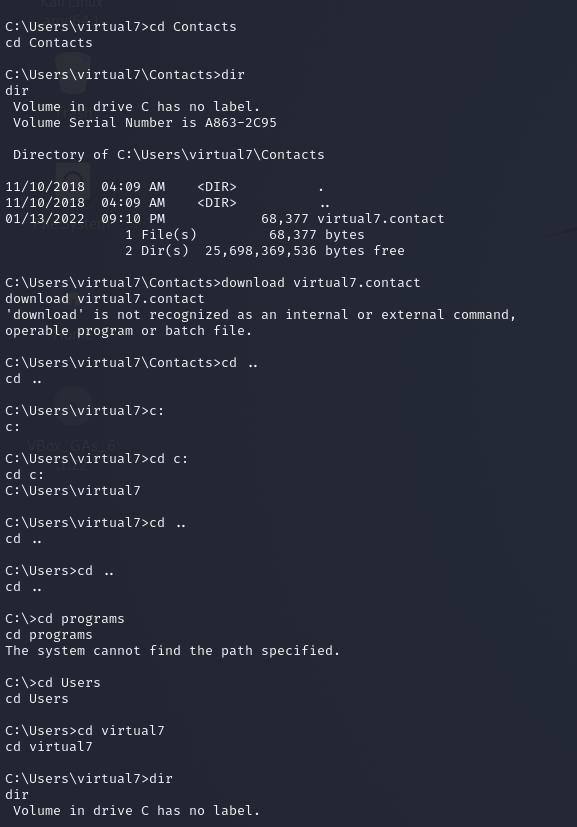 C:\Users\virtual7>cd Contacts
cd Contacts
C:\Users\virtual7\Contacts>dir
dir
Volume in drive C has no label.
Volume Serial Number is A863-2C95
Directory of C:\Users\virtual7\Contacts
11/10/2018  04:09 AM    <DIR>          .
11/10/2018  04:09 AM    <DIR>          ..
01/13/2022  09:10 PM            68,377 virtual7.contact
1 File(s)         68,377 bytes
2 Dir(s)  25,698,369,536 bytes free
C:\Users\virtual7\Contacts>download virtual7.contact
download virtual7.contact
'download' is not recognized as an internal or external command,
operable program or batch file.
C:\Users\virtual7\Contacts>cd ..
cd ..
C:\Users\virtual7>c:
c:
C:\Users\virtual7>cd c:
cd c:
C:\Users\virtual7
C:\Users\virtual7>cd ..
cd ..
C:\Users>cd ..
cd ..
C:\>cd programs
cd programs
The system cannot find the path specified.
C:\>cd Users
cd Users
C:\Users>cd virtual7
cd virtual7
C:\Users\virtual7>dir
dir
Volume in drive C has no label.